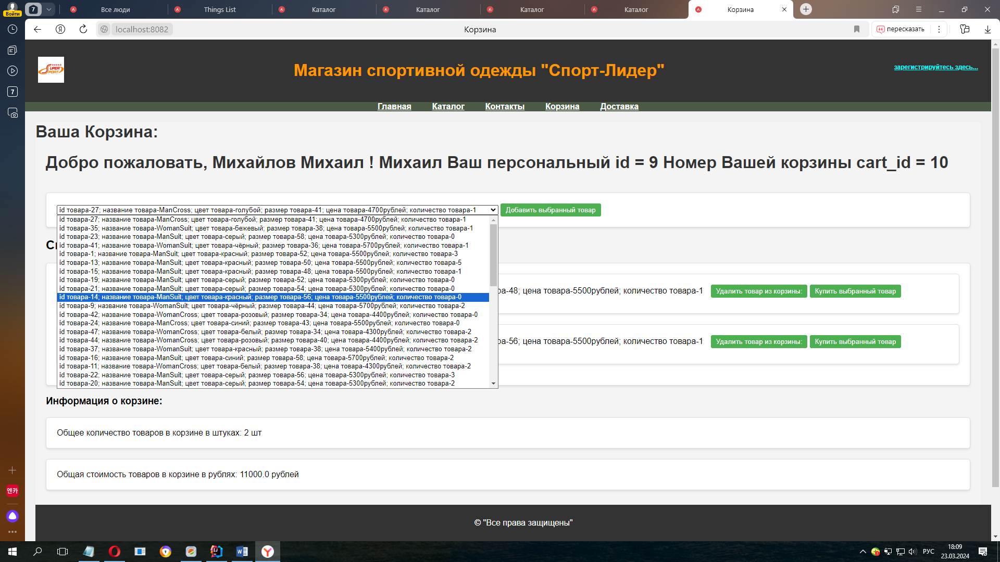 Войти
7
Все люди
Things List
Каталог
Каталог
Каталог
Каталог
Корзина
localhost:8082
Корзина
пересказать
7
SUPER SPORT
Магазин спортивной одежды "Спорт-Лидер"
зарегистрируйтесь здесь...
Главная
Каталог
Контакты
Корзина
Доставка
Ваша Корзина:
Добро пожаловать, Михайлов Михаил ! Михаил Ваш персональный id = 9 Номер Вашей корзины cart_id = 10
id товара-27; название товара-ManCross; цвет товара-голубой; размер товара-41; цена товара-4700рублей; количество товара-1
Добавить выбранный товар
id товара-27; название товара-ManCross; цвет товара-голубой; размер товара-41; цена товара-4700рублей; количество товара-1
id товара-35; название товара-WomanSuit; цвет товара-бежевый; размер товара-38; цена товара-5500рублей; количество товара-1
id товара-23; название товара-ManSuit; цвет товара-серый; размер товара-58; цена товара-5300рублей; количество товара-0
id товара-41; название товара-WomanSuit; цвет товара-чёрный; размер товара-36; цена товара-5700рублей; количество товара-1
id товара-1; название товара-ManSuit; цвет товара-красный; размер товара-52; цена товара-5500рублей; количество товара-3
id товара-13; название товара-ManSuit; цвет товара-красный; размер товара-50; цена товара-5500рублей; количество товара-5
id товара-15; название товара-ManSuit; цвет товара-красный; размер товара-48; цена товара-5500рублей; количество товара-1
id товара-19; название товара-ManSuit; цвет товара-серый; размер товара-52; цена товара-5300рублей; количество товара-0
id товара-21; название товара-ManSuit; цвет товара-серый; размер товара-54; цена товара-5300рублей; количество товара-0
id товара-14; название товара-ManSuit; цвет товара-красный; размер товара-56; цена товара-5500рублей; количество товара-0
id товара-9; название товара-WomanSuit; цвет товара-чёрный; размер товара-44; цена товара-5700рублей; количество товара-2
id товара-42; название товара-WomanCross; цвет товара-розовый; размер товара-34; цена товара-4400рублей; количество товара-0
id товара-24; название товара-ManCross; цвет товара-синий; размер товара-43; цена товара-5500рублей; количество товара-0
id товара-47; название товара-WomanCross; цвет товара-белый; размер товара-34; цена товара-4300рублей; количество товара-2
id товара-44; название товара-WomanCross; цвет товара-розовый; размер товара-40; цена товара-4400рублей; количество товара-2
id товара-37; название товара-WomanSuit; цвет товара-красный; размер товара-38; цена товара-5400рублей; количество товара-2
id товара-16; название товара-ManSuit; цвет товара-синий; размер товара-58; цена товара-5700рублей; количество товара-2
id товара-11; название товара-WomanCross; цвет товара-белый; размер товара-38; цена товара-4300рублей; количество товара-2
id товара-22; название товара-ManSuit; цвет товара-серый; размер товара-56; цена товара-5300рублей; количество товара-3
id товара-20; название товара-ManSuit; цвет товара-серый; размер товара-54; цена товара-5300рублей; количество товара-2
ра-48; цена товара-5500рублей; количество товара-1
Удалить товар из корзины:
Купить выбранный товар
ра-56; цена товара-5500рублей; количество товара-1
Удалить товар из корзины:
Купить выбранный товар
Информация о корзине:
Общее количество товаров в корзине в штуках: 2 шт
Общая стоимость товаров в корзине в рублях: 11000.0 рублей
© "Все права защищены"
엔카
РУС
18:09
23.03.2024